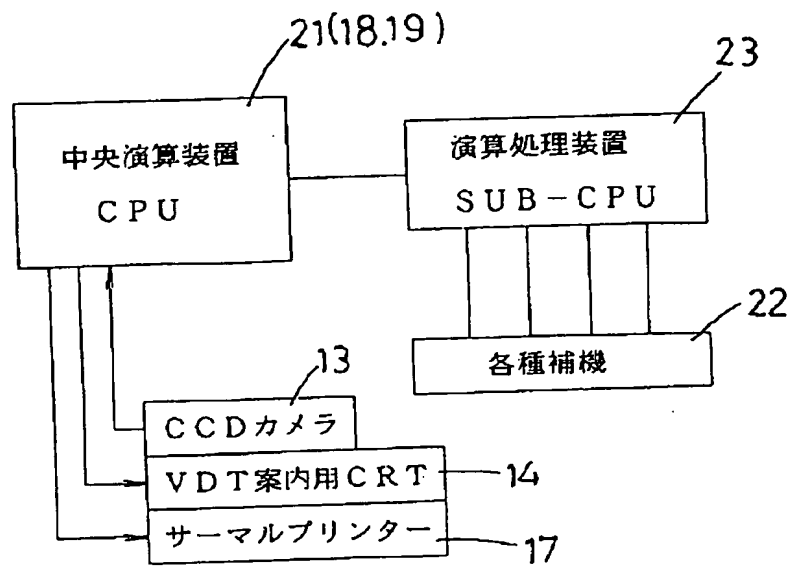 21(18.19)
23
中央演算装置
CPU
演算処理装置
SUB-CPU
22
各種補機
13
CCDカメラ
VDT案内用CRT
14
サーマルプリンター
17